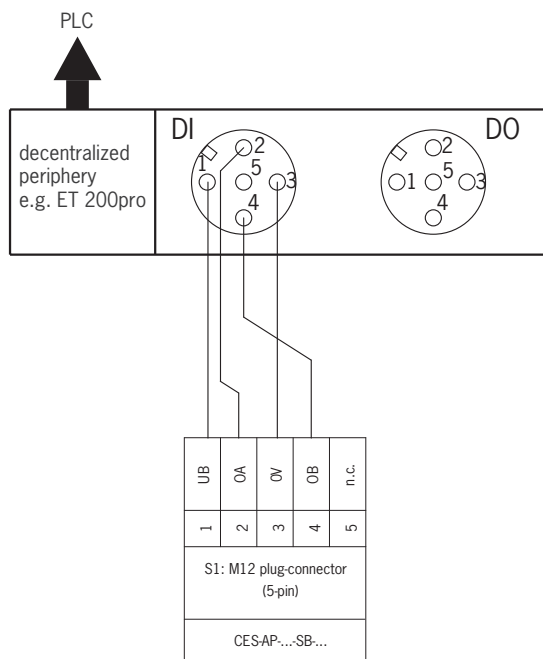 PLC
decentralized
periphery
e.g. ET 200pro
DI
1
2
5
3
4
DO
1
2
5
3
4
UB
OA
0V
OB
n.c.
1
2
3
4
5
S1: M12 plug-connector
(5-pin)
CES-AP-...-SB-...